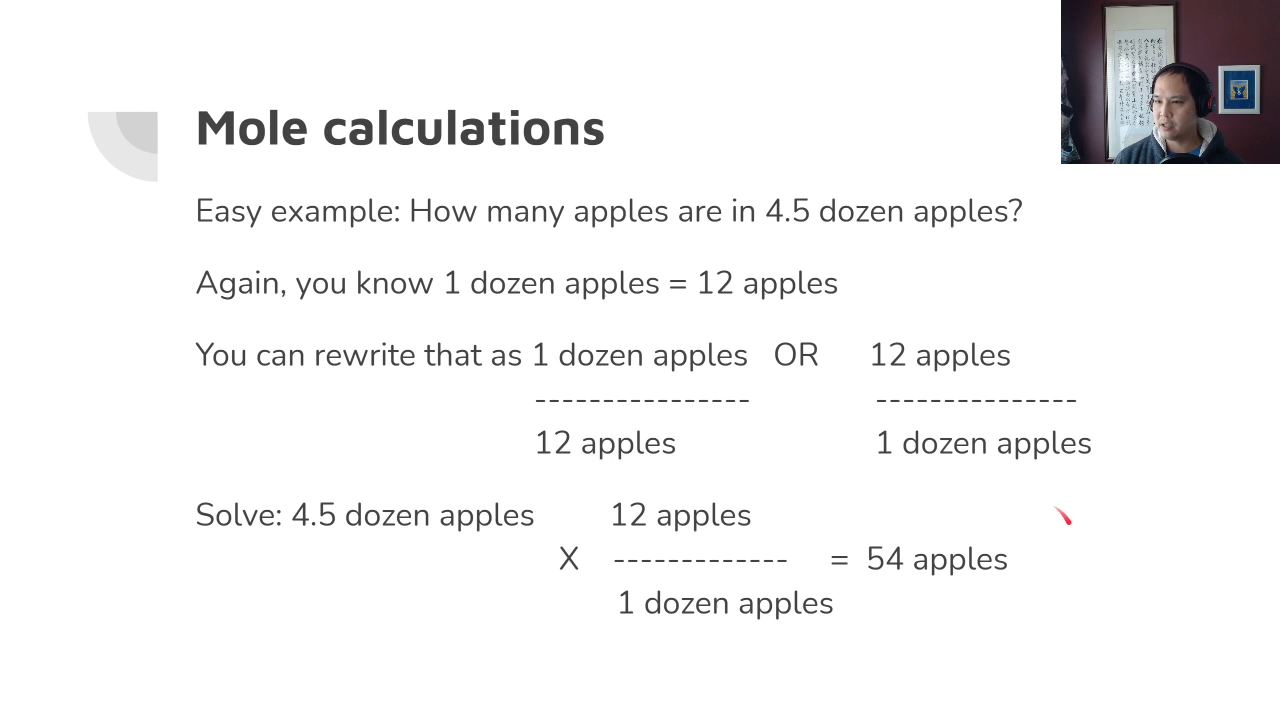 Mole calculations
Easy example: How many apples are in 4.5 dozen apples?
Again, you know 1 dozen apples = 12 apples
You can rewrite that as 1 dozen apples OR 12 apples
---------------- ---------------
12 apples 1 dozen apples
Solve: 4.5 dozen apples 12 apples
X ------------- = 54 apples
1 dozen apples